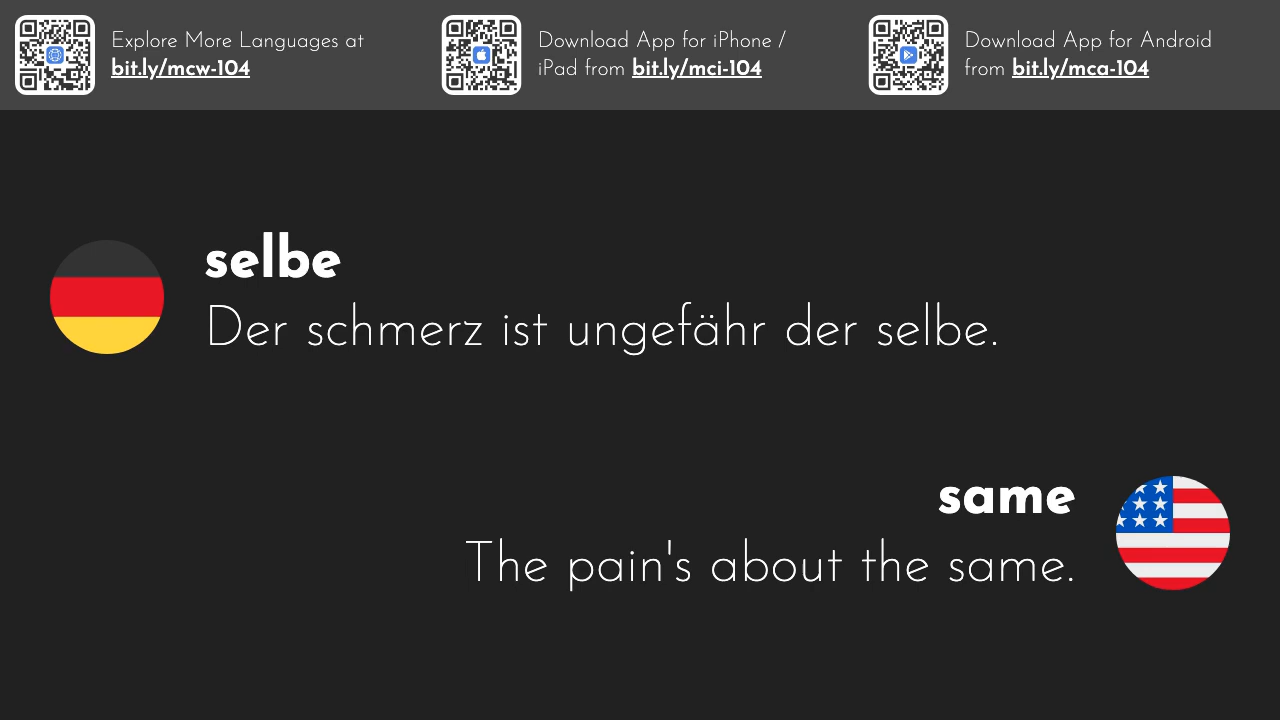 Explore More Languages at
bit.ly/mcw-104
Download App for iPhone /
iPad from bit.ly/mci-104
Download App for Android
from bit.ly/mca-104
selbe
Der schmerz ist ungefähr der selbe.
same
The pain's about the same.